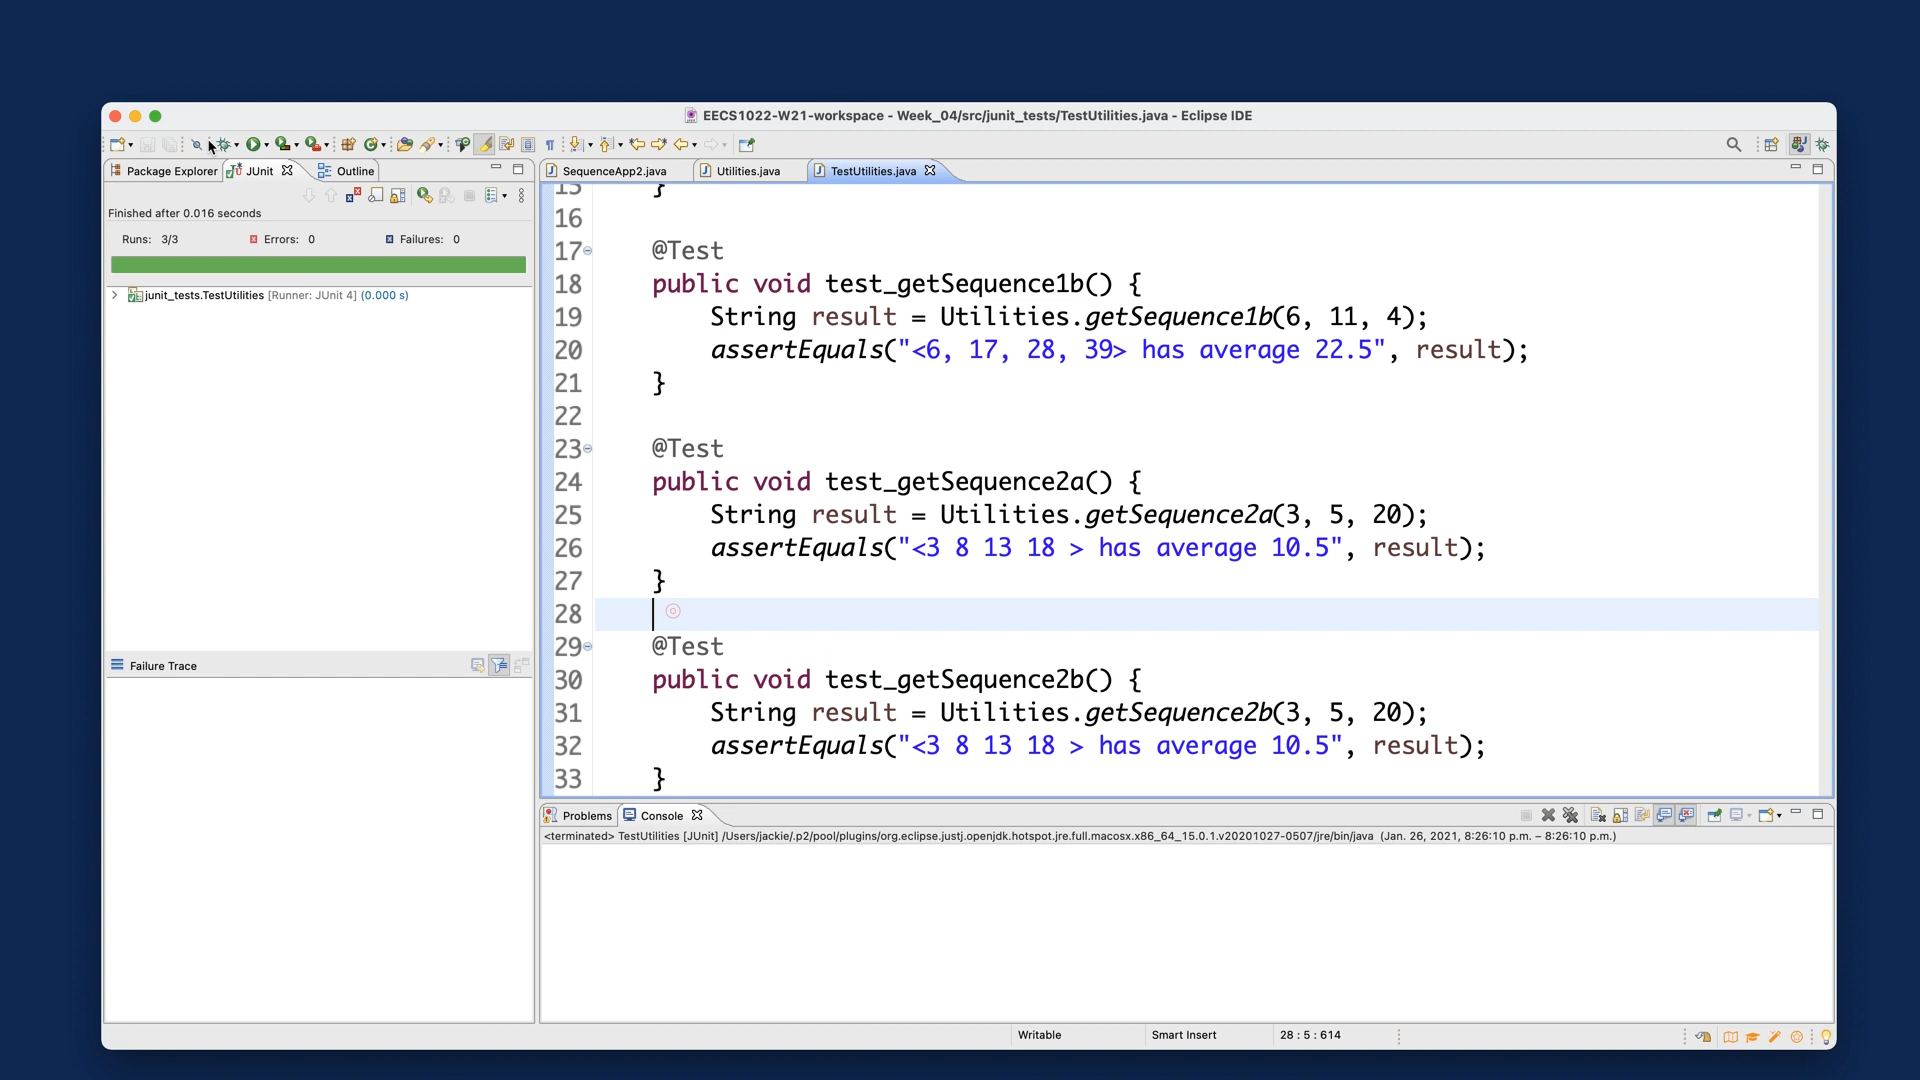 EECS1022-W21-workspace - Week_04/src/junit_tests/TestUtilities.java - Eclipse IDE
Package Explorer
JUnit
Outline
Finished after 0.016 seconds
Runs: 3/3
Errors: 0
Failures: 0
junit_tests.TestUtilities [Runner: JUnit 4] (0.000 s)
Failure Trace
SequenceApp2.java
Utilities.java
TestUtilities.java
15 }
16
17 @Test
18 public void test_getSequence1b() {
19 String result = Utilities.getSequence1b(6, 11, 4);
20 assertEquals("<6, 17, 28, 39> has average 22.5", result);
21 }
22
23 @Test
24 public void test_getSequence2a() {
25 String result = Utilities.getSequence2a(3, 5, 20);
26 assertEquals("<3 8 13 18 > has average 10.5", result);
27 }
28
29 @Test
30 public void test_getSequence2b() {
31 String result = Utilities.getSequence2b(3, 5, 20);
32 assertEquals("<3 8 13 18 > has average 10.5", result);
33 }
Problems
Console
<terminated> TestUtilities [JUnit] /Users/jackie/.p2/pool/plugins/org.eclipse.justj.openjdk.hotspot.jre.full.macosx.x86_64_15.0.1.v20201027-0507/jre/bin/java (Jan. 26, 2021, 8:26:10 p.m. – 8:26:10 p.m.)
Writable
Smart Insert
28 : 5 : 614